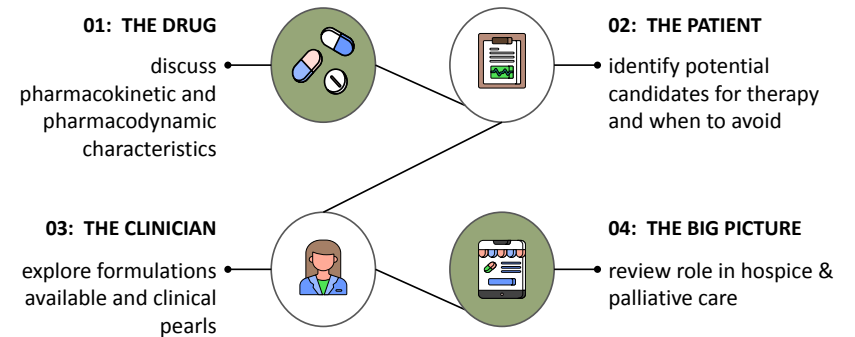 01: THE DRUG
discuss
pharmacokinetic and
pharmacodynamic
characteristics
02: THE PATIENT
identify potential
candidates for therapy
and when to avoid
03: THE CLINICIAN
explore formulations
available and clinical
pearls
04: THE BIG PICTURE
review role in hospice &
palliative care